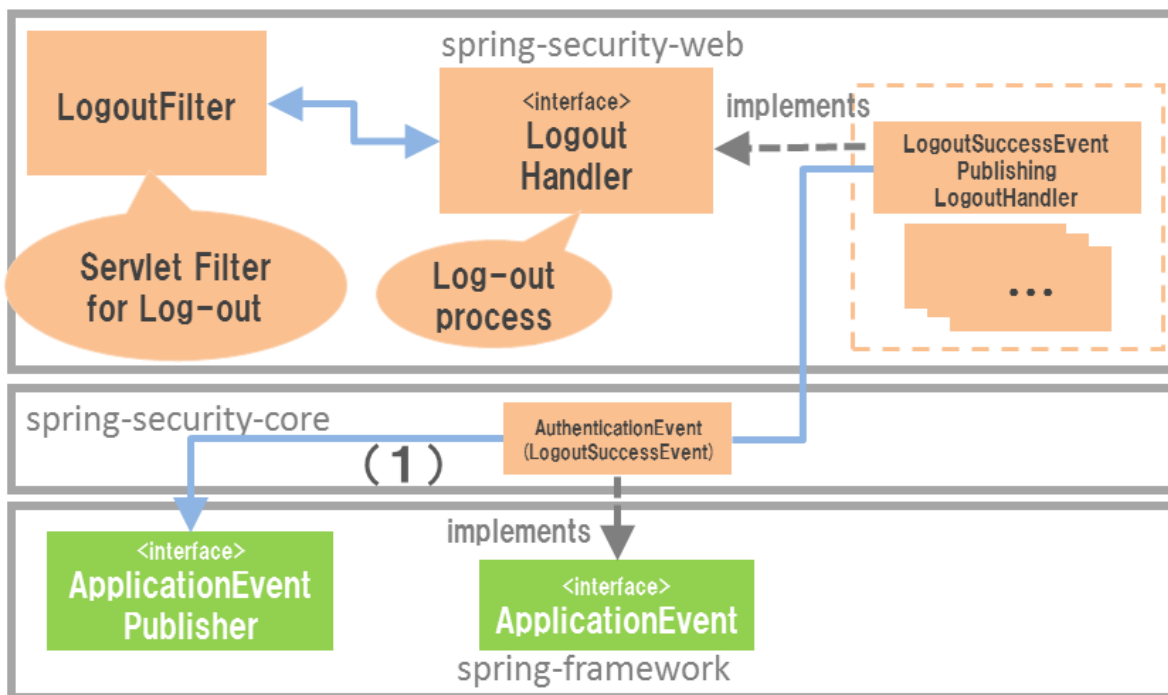 spring-security-web
LogoutFilter
<interface>
Logout
Handler
implements
LogoutSuccessEvent
Publishing
LogoutHandler
...
Servlet Filter
for Log-out
Log-out
process
spring-security-core
(1)
AuthenticationEvent
(LogoutSuccessEvent)
implements
<interface>
ApplicationEvent
Publisher
<interface>
ApplicationEvent
spring-framework